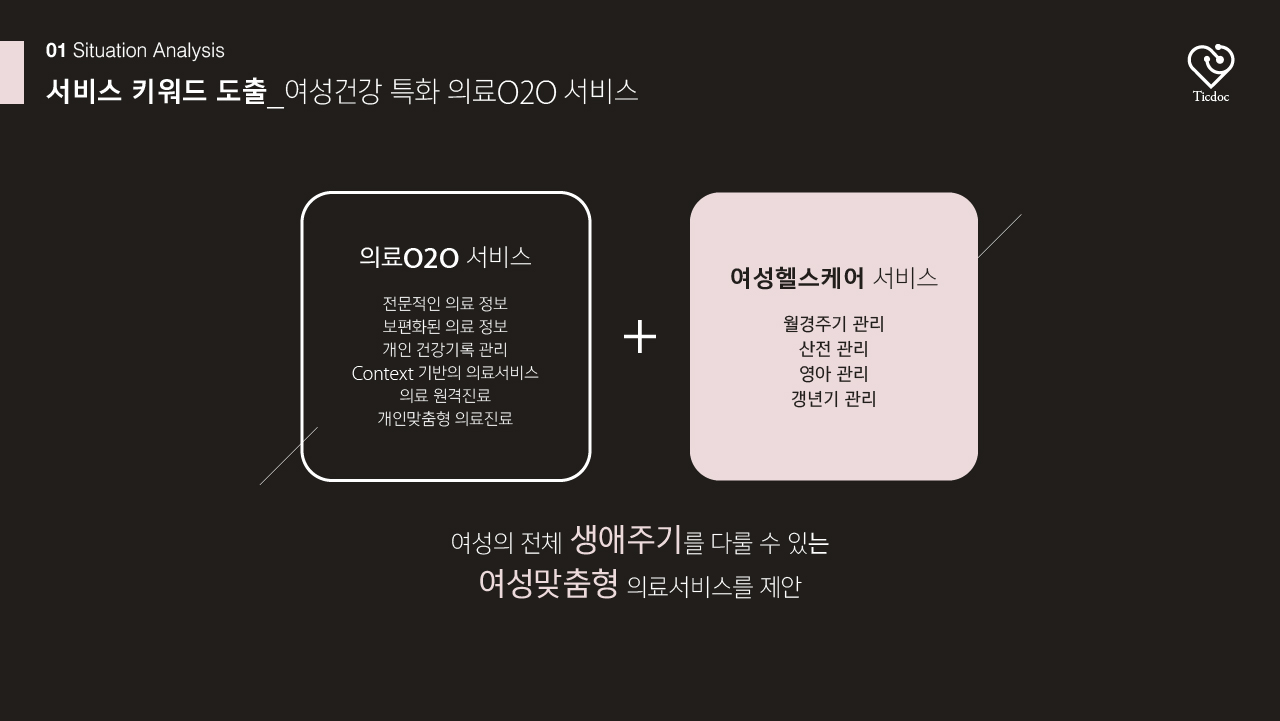 01 Situation Analysis
서비스 키워드 도출_여성건강 특화 의료O2O 서비스
Ticdoc
의료O2O 서비스
전문적인 의료 정보
보편화된 의료 정보
개인 건강기록 관리
Context 기반의 의료서비스
의료 원격진료
개인맞춤형 의료진료
+
여성헬스케어 서비스
월경주기 관리
산전 관리
영아 관리
갱년기 관리
여성의 전체 생애주기를 다룰 수 있는
여성맞춤형 의료서비스를 제안